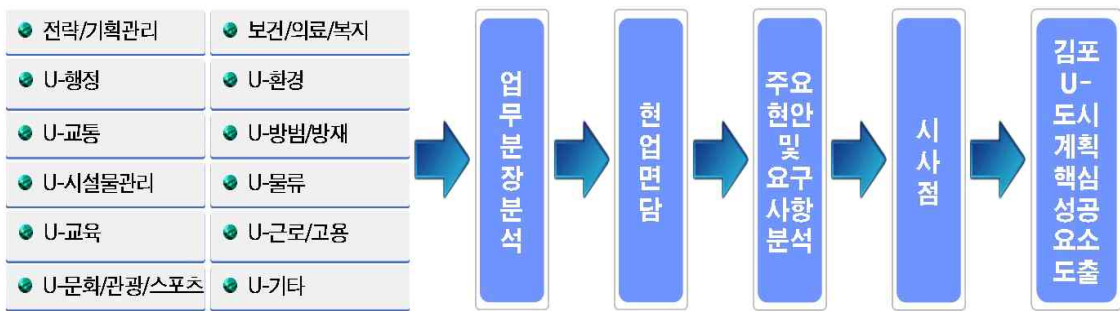 전략/기획관리
보건/의료/복지
U-행정
U-환경
U-교통
U-방범/방재
U-시설물관리
U-물류
U-교육
U-근로/고용
U-문화/관광/스포츠
U-기타
업
무
분
장
분
석
현
업
면
담
주요
현안
및
요구
사항
분석
시
사
점
김포
U-
도시
계획
핵심
성공
요소
도출